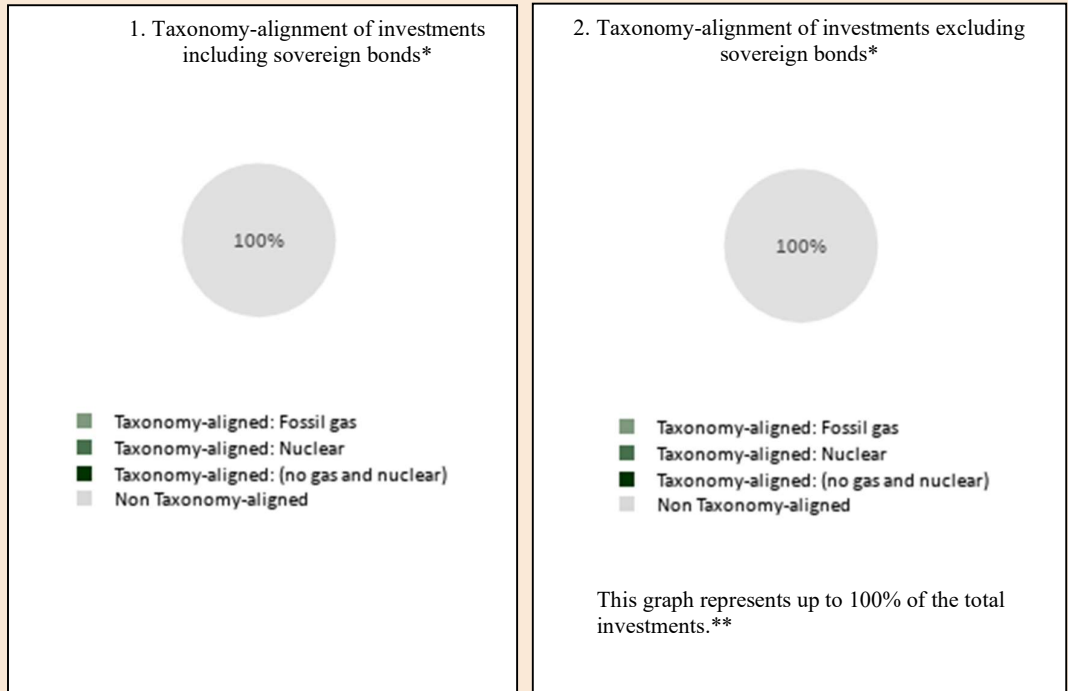 1. Taxonomy-alignment of investments
including sovereign bonds*
100%
Taxonomy-aligned: Fossil gas
Taxonomy-aligned: Nuclear
Taxonomy-aligned: (no gas and nuclear)
Non Taxonomy-aligned
2. Taxonomy-alignment of investments excluding
sovereign bonds*
100%
Taxonomy-aligned: Fossil gas
Taxonomy-aligned: Nuclear
Taxonomy-aligned: (no gas and nuclear)
Non Taxonomy-aligned
This graph represents up to 100% of the total
investments.**